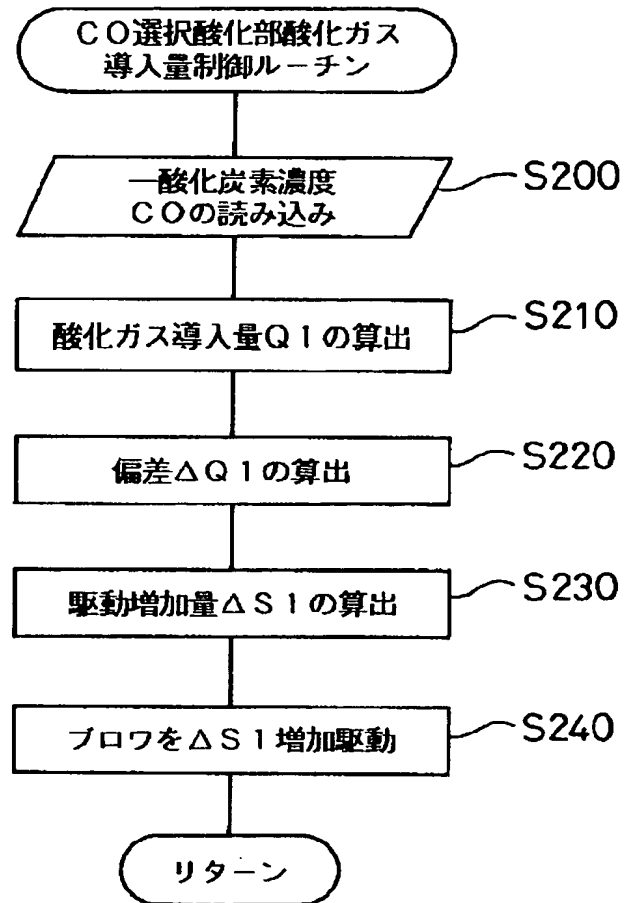 ＣＯ選択酸化部酸化ガス
導入量制御ルーチン
一酸化炭素濃度
ＣＯの読み込み
S200
酸化ガス導入量Ｑ１の算出
S210
偏差△Ｑ１の算出
S220
駆動増加量△Ｓ１の算出
S230
ブロワを△Ｓ１増加駆動
S240
リターン